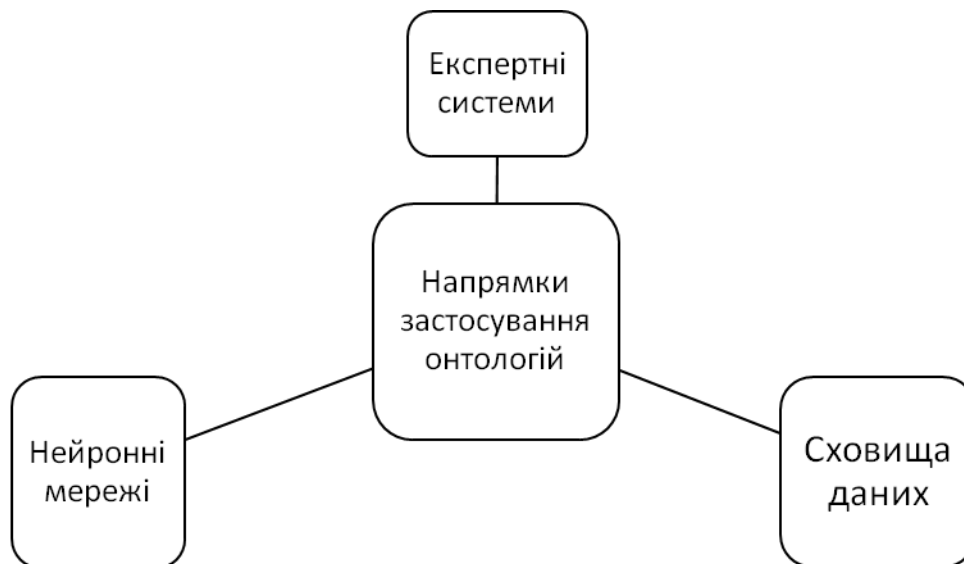 Експертні
системи
Напрямки
застосування
онтологій
Нейронні
мережі
Сховища
даних